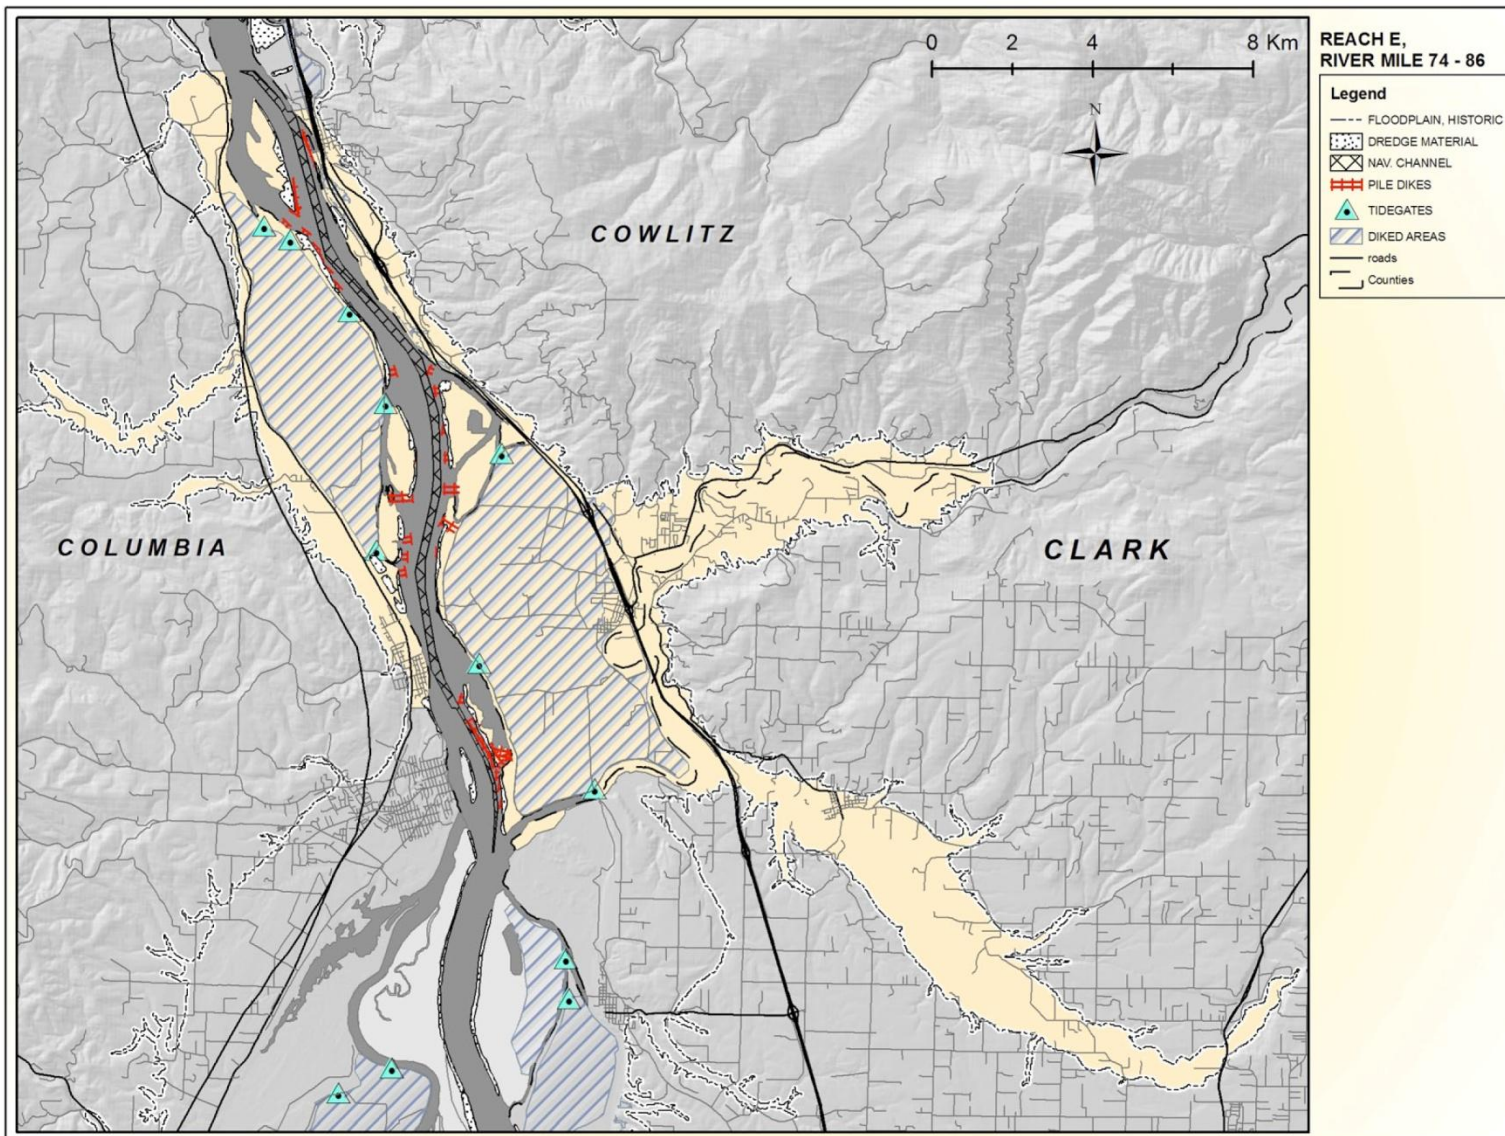 0 2 4 8 Km
N
COWLITZ
COLUMBIA
CLARK
REACH E,
RIVER MILE 74 - 86
Legend
FLOODPLAIN, HISTORIC
DREDGE MATERIAL
NAV. CHANNEL
PILE DIKES
TIDEGATES
DIKED AREAS
roads
Counties